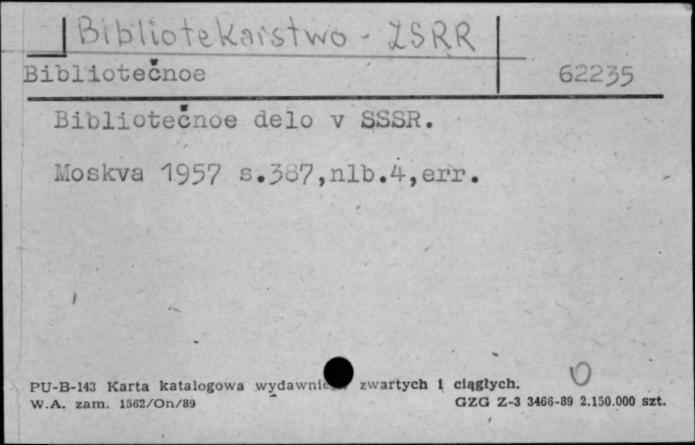 Bibliotekarstwo - ZSRR
Bibliotečnoe 62235
Bibliotečnoe delo v SSSR.
Moskva 1957 s.387,nlb.4,err.
PU-B-143 Karta katalogowa zwartych i ciągłych.
W.A. zam. 1562/On/89 GZG Z-3 3466-89 2.150.000 szt.